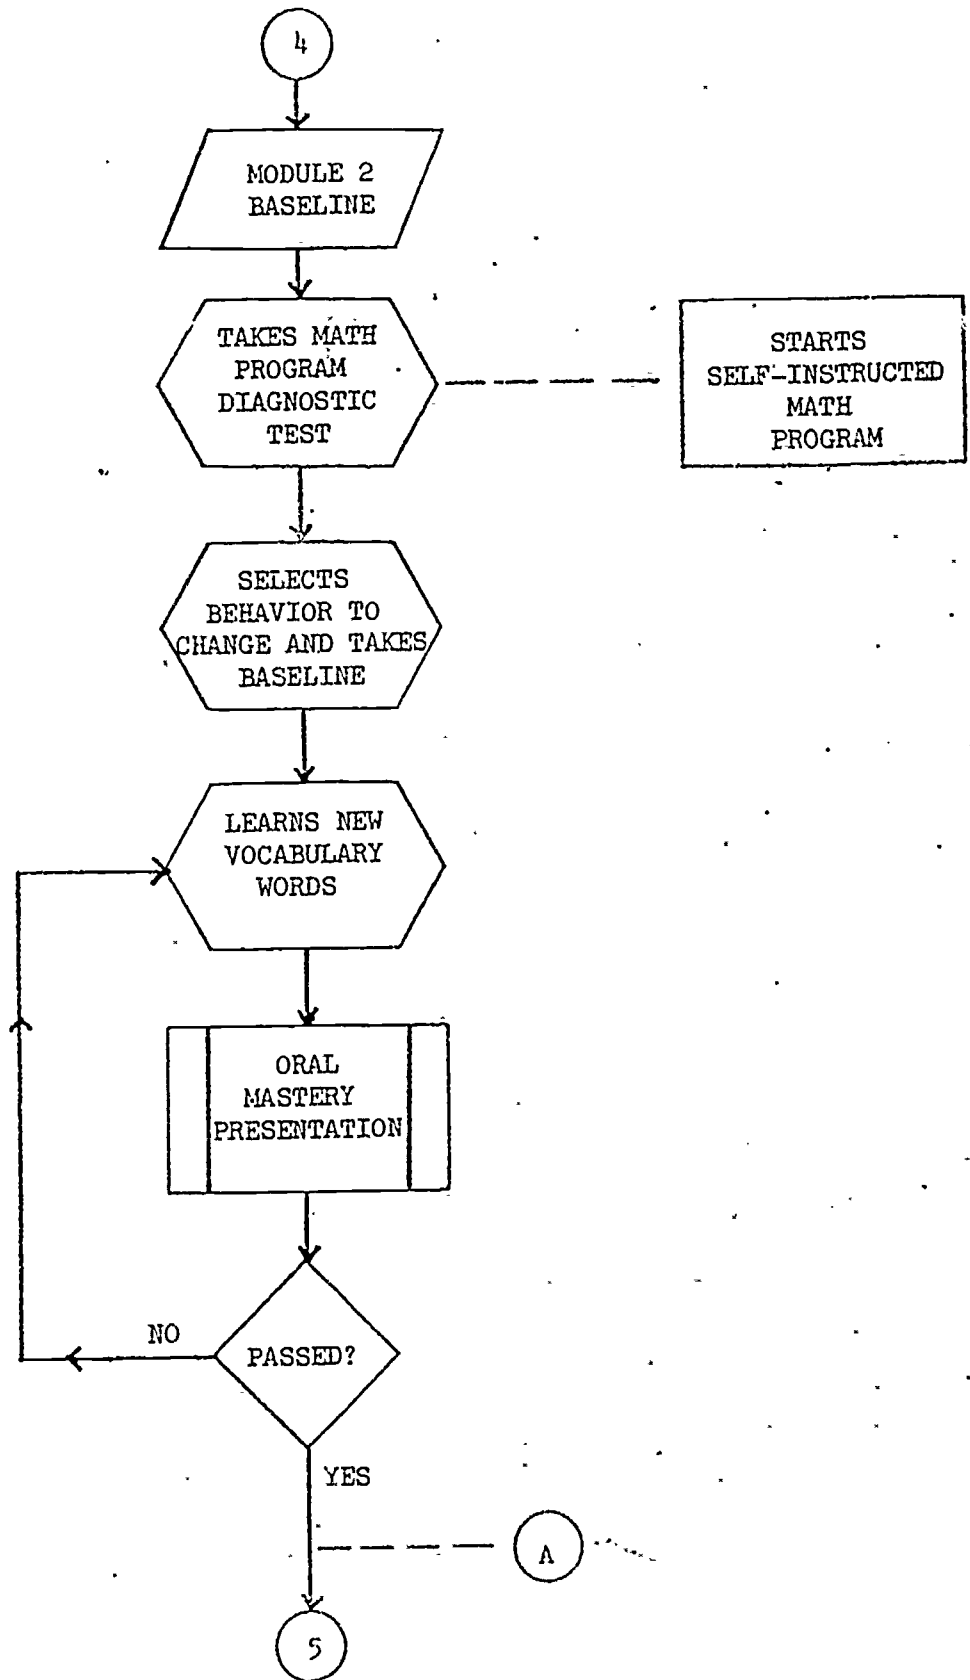 4
MODULE 2
BASELINE
TAKES MATH
PROGRAM
DIAGNOSTIC
TEST
STARTS
SELF-INSTRUCTED
MATH
PROGRAM
SELECTS
BEHAVIOR TO
CHANGE AND TAKES
BASELINE
LEARNS NEW
VOCABULARY
WORDS
ORAL
MASTERY
PRESENTATION
NO
PASSED?
YES
A
5